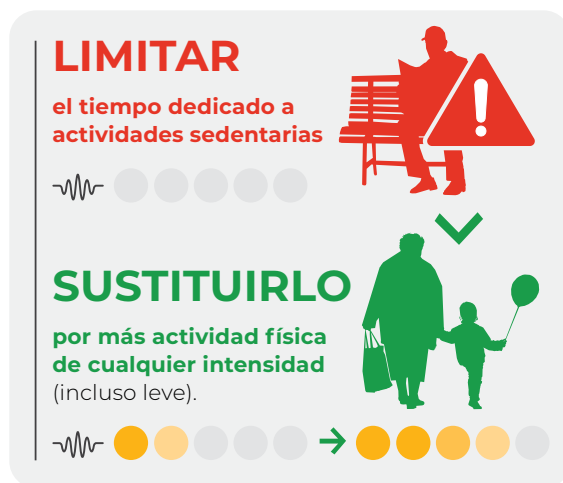 LIMITAR
el tiempo dedicado a
actividades sedentarias
SUSTITUIRLO
por más actividad física
de cualquier intensidad
(incluso leve).